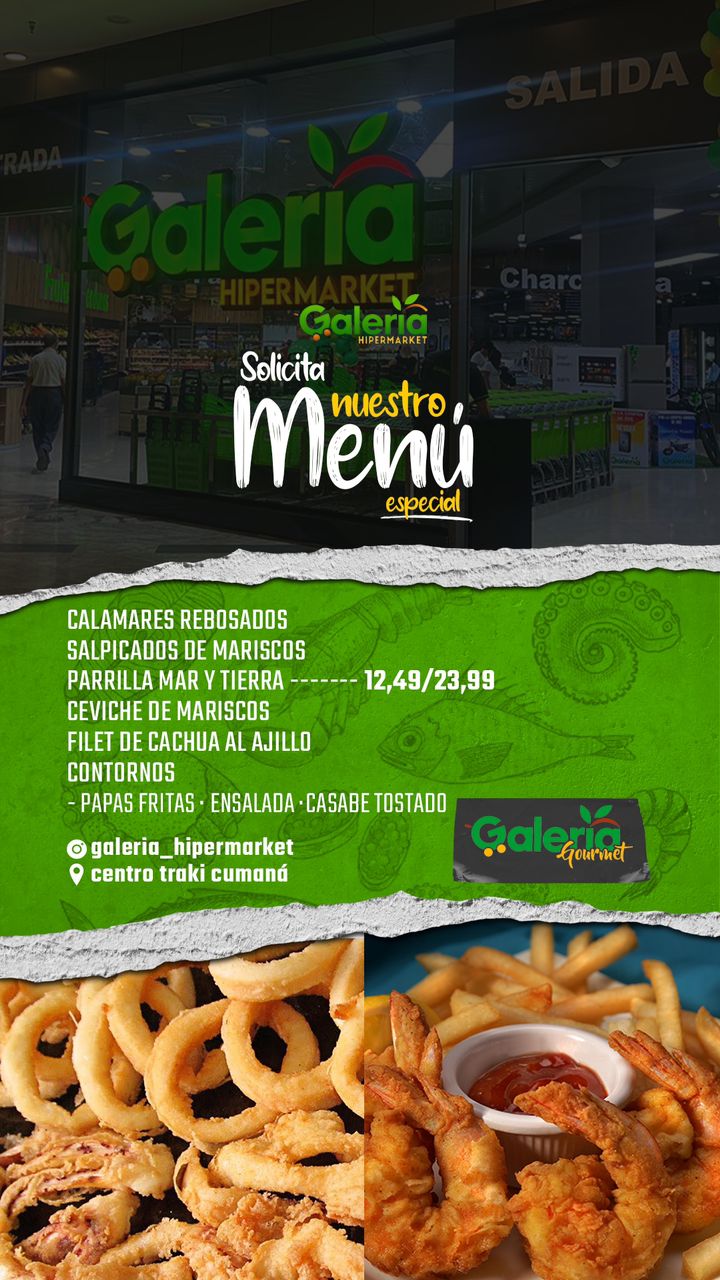 SALIDA
TRADA
Galeria
HIPERMARKET
Charc
a
Galeria
HIPERMARKET
Solicita
nuestro
Menú
especial
CALAMARES REBOSADOS
SALPICADOS DE MARISCOS
PARRILLA MAR Y TIERRA ------- 12,49/23,99
CEVICHE DE MARISCOS
FILET DE CACHUA AL AJILLO
CONTORNOS
- PAPAS FRITAS · ENSALADA · CASABE TOSTADO
galeria_hipermarket
centro traki cumaná
Galeria
Gourmet